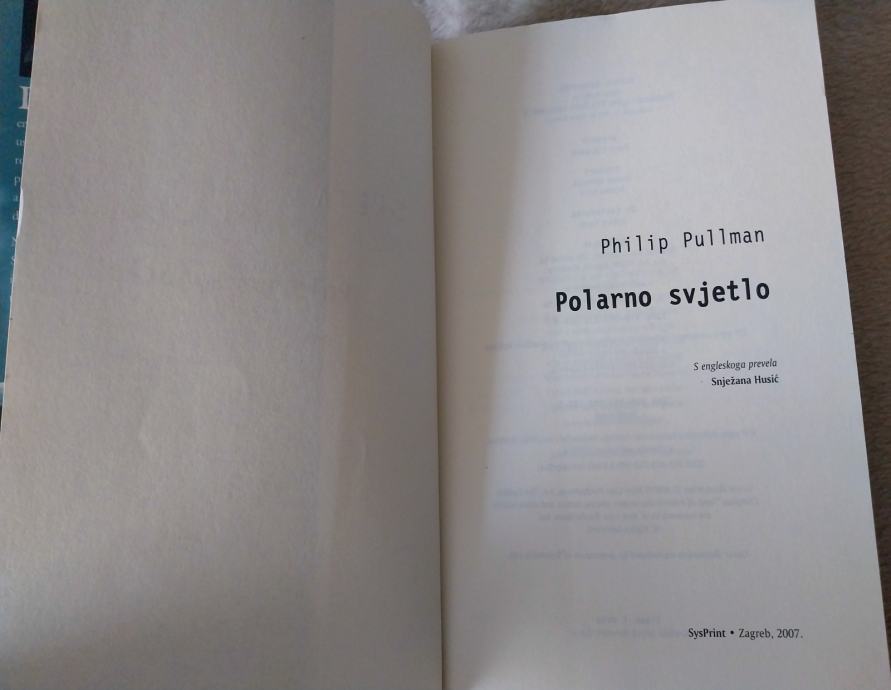 Philip Pullman
Polarno svjetlo
S engleskoga prevela
Snježana Husić
SysPrint • Zagreb, 2007.